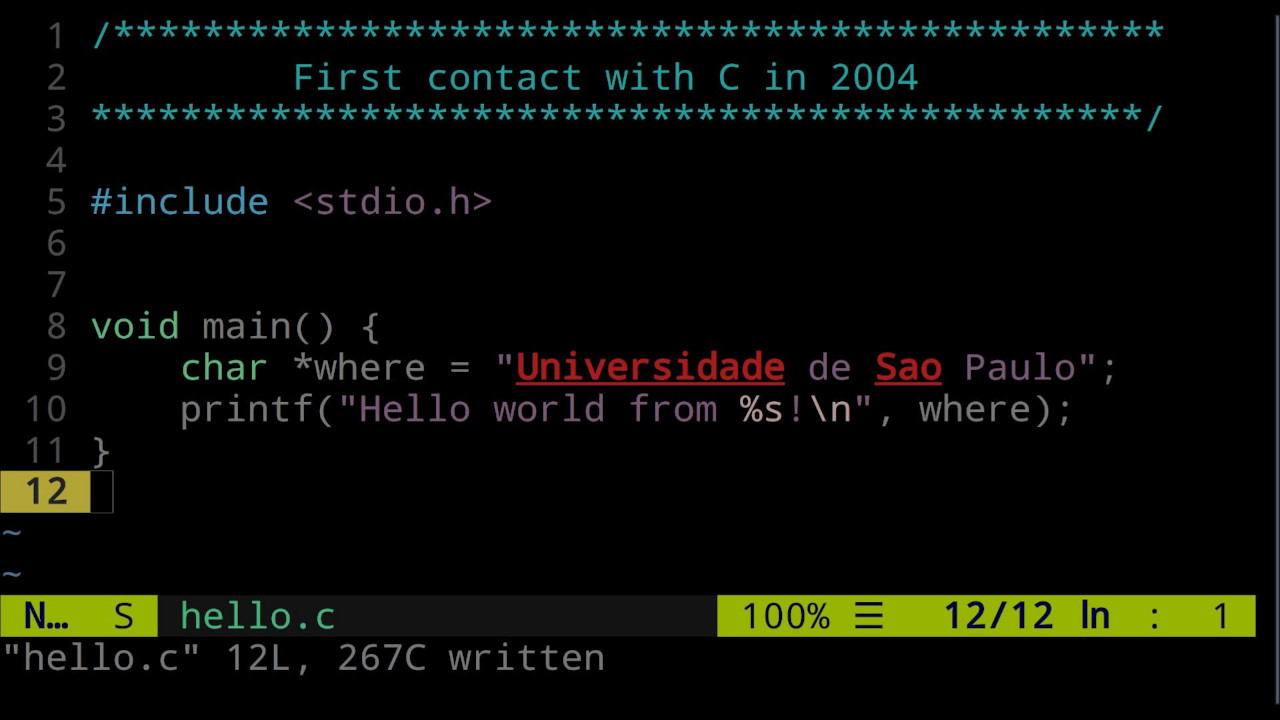 1 /***********************************************
2 First contact with C in 2004
3 ***********************************************/
4
5 #include <stdio.h>
6
7
8 void main() {
9 char *where = "Universidade de Sao Paulo";
10 printf("Hello world from %s!\n", where);
11 }
12
~
~
N… S hello.c 100% ☰ 12/12 ln : 1
"hello.c" 12L, 267C written